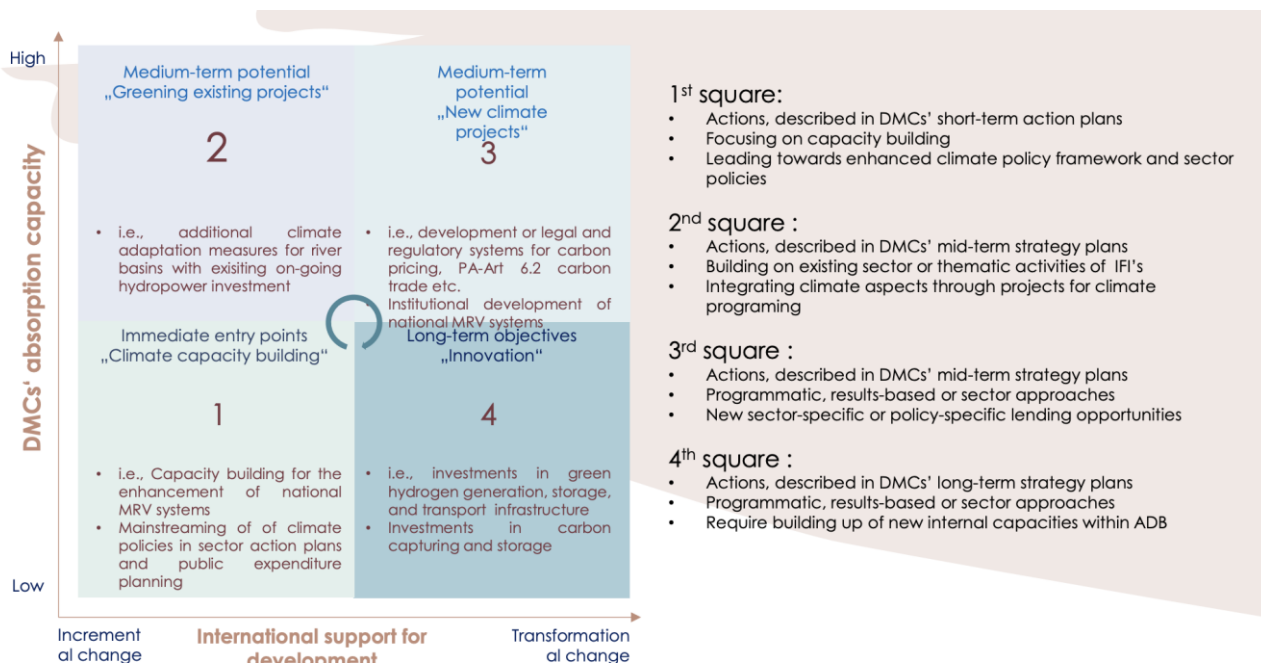 High
DMCs' absorption capacity
Low
Medium-term potential
„Greening existing projects“
2
• i.e., additional climate
adaptation measures for river
basins with exisiting on-going
hydropower investment
Medium-term
potential
„New climate
projects“
3
• i.e., development or legal and
regulatory systems for carbon
pricing, PA-Art 6.2 carbon
trade etc.
• Institutional development of
national MRV systems
Immediate entry points
„Climate capacity building“
1
• i.e., Capacity building for the
enhancement of national
MRV systems
• Mainstreaming of of climate
policies in sector action plans
and public expenditure
planning
Long-term objectives
„Innovation“
4
• i.e., investments in green
hydrogen generation, storage,
and transport infrastructure
• Investments in carbon
capturing and storage
Increment
al change
International support for
development
Transformation
al change
1st square:
• Actions, described in DMCs' short-term action plans
• Focusing on capacity building
• Leading towards enhanced climate policy framework and sector
policies
2nd square :
• Actions, described in DMCs' mid-term strategy plans
• Building on existing sector or thematic activities of IFI's
• Integrating climate aspects through projects for climate
programing
3rd square :
• Actions, described in DMCs' mid-term strategy plans
• Programmatic, results-based or sector approaches
• New sector-specific or policy-specific lending opportunities
4th square :
• Actions, described in DMCs' long-term strategy plans
• Programmatic, results-based or sector approaches
• Require building up of new internal capacities within ADB